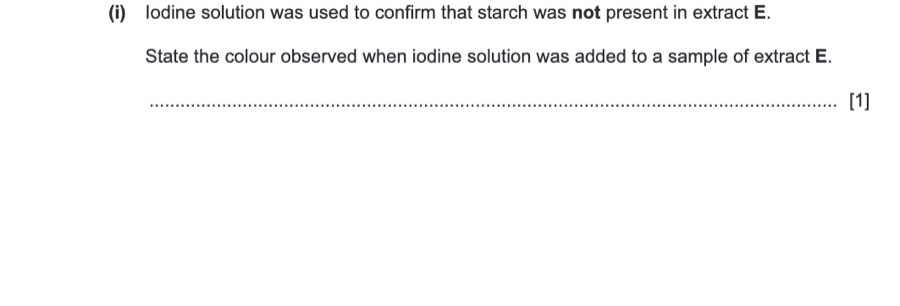 (i) Iodine solution was used to confirm that starch was not present in extract E.
State the colour observed when iodine solution was added to a sample of extract E.
.......................................................................................................................................... [1]